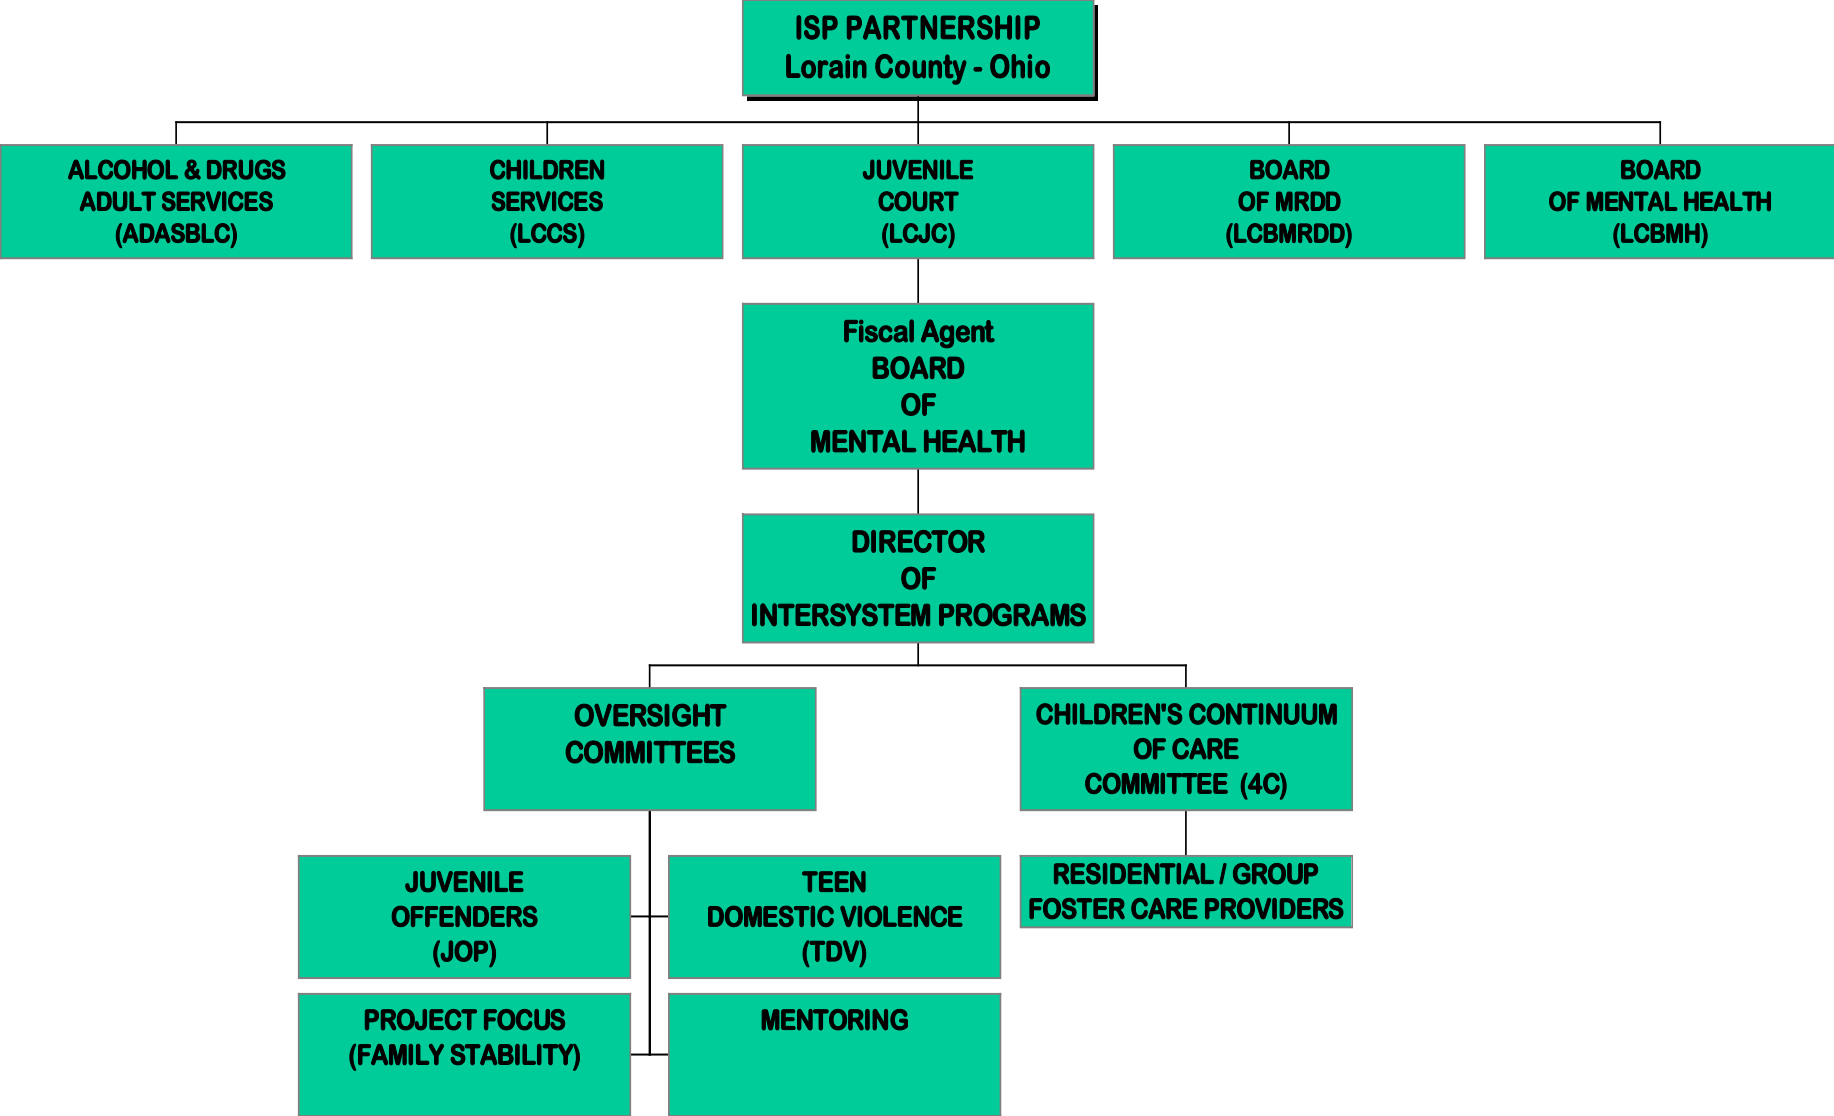 ISP PARTNERSHIP
Lorain County - Ohio
ALCOHOL & DRUGS
ADULT SERVICES
(ADASBLC)
CHILDREN
SERVICES
(LCCS)
JUVENILE
COURT
(LCJC)
BOARD
OF MRDD
(LCBMRDD)
BOARD
OF MENTAL HEALTH
(LCBMH)
Fiscal Agent
BOARD
OF
MENTAL HEALTH
DIRECTOR
OF
INTERSYSTEM PROGRAMS
OVERSIGHT
COMMITTEES
CHILDREN'S CONTINUUM
OF CARE
COMMITTEE (4C)
JUVENILE
OFFENDERS
(JOP)
TEEN
DOMESTIC VIOLENCE
(TDV)
RESIDENTIAL / GROUP
FOSTER CARE PROVIDERS
PROJECT FOCUS
(FAMILY STABILITY)
MENTORING